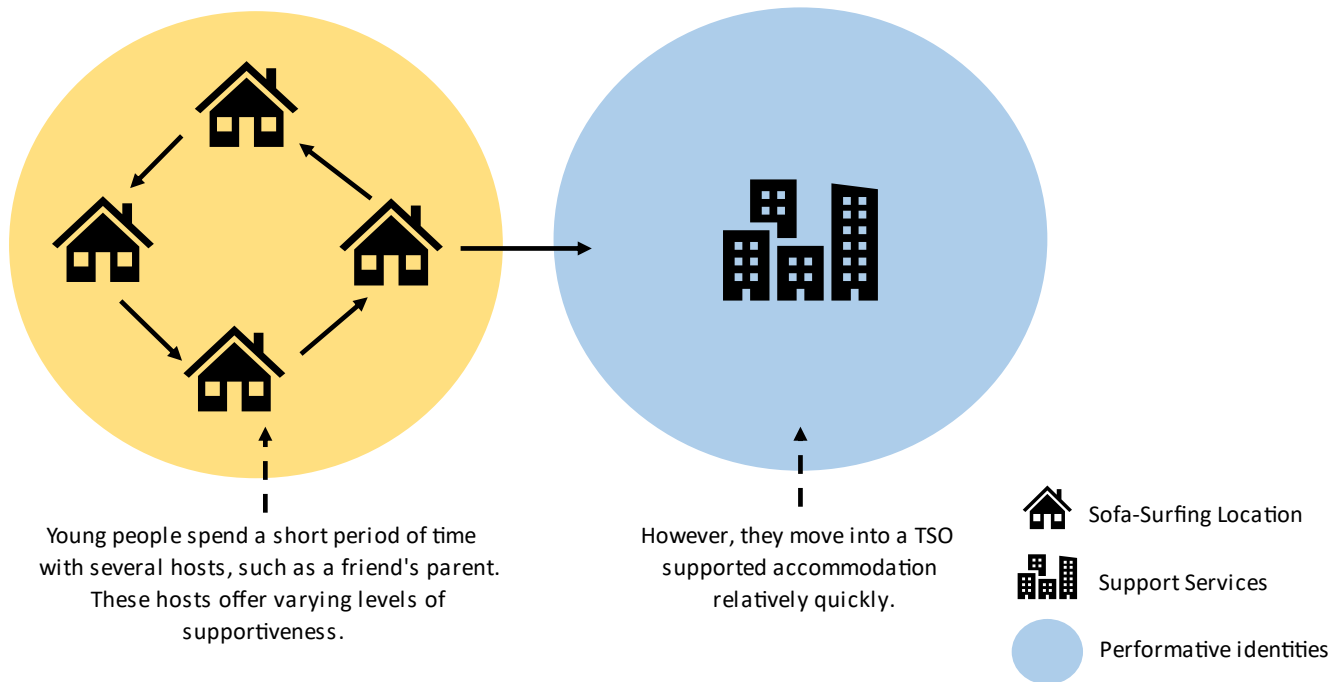 Young people spend a short period of time
with several hosts, such as a friend's parent.
These hosts offer varying levels of
supportiveness.
However, they move into a TSO
supported accommodation
relatively quickly.
Sofa-Surfing Location
Support Services
Performative identities